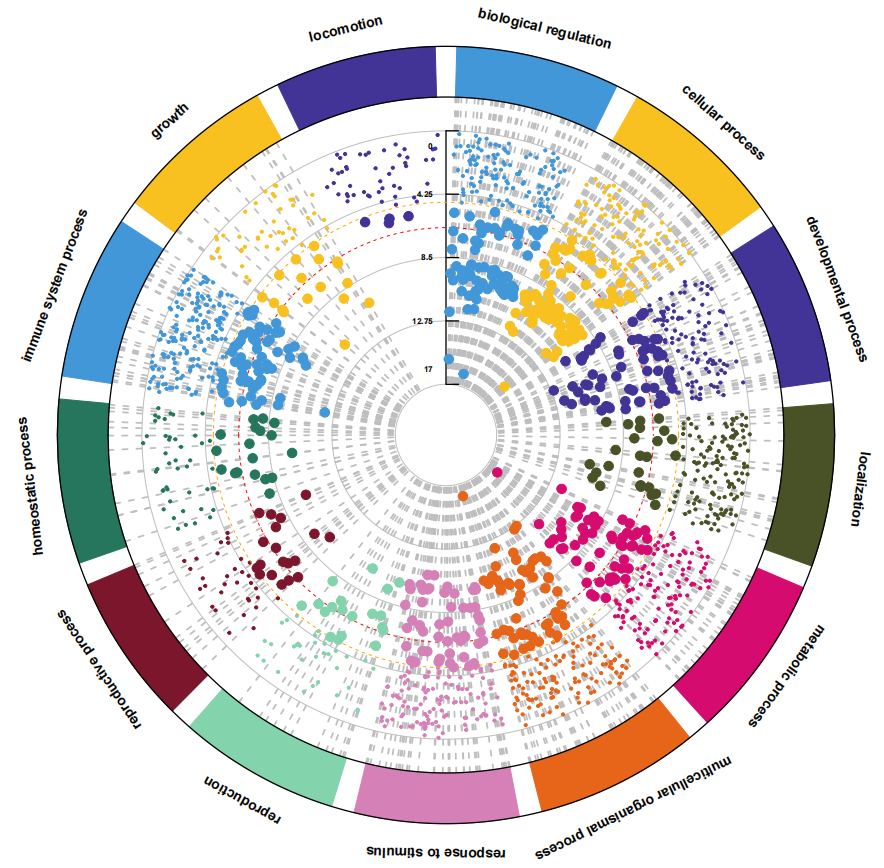 biological regulation
cellular process
developmental process
localization
metabolic process
multicellular organismal process
response to stimulus
reproduction
reproductive process
homeostatic process
immune system process
growth
locomotion
0
4.25
8.5
12.75
17